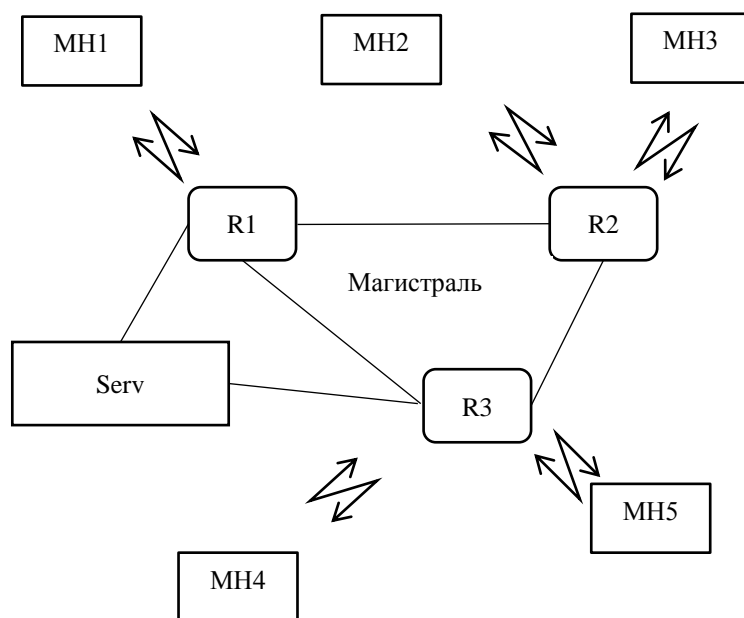 МН1
МН2
МН3
R1
R2
Магистраль
Serv
R3
МН5
МН4